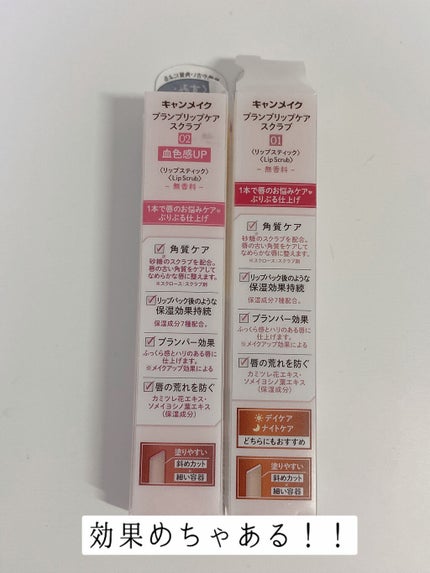 キャンメイク
プランプリップケア
スクラブ
02
血色感UP
〈リップスティック〉
〈Lip Scrub〉
－ 無香料 －
1本で唇のお悩みケア&
ぷりぷる仕上げ
角質ケア
砂糖のスクラブを配合。
唇の古い角質をケアして
なめらかな唇に整えます。
※スクロース：スクラブ剤
リップパック後のような
保湿効果持続
保湿成分7種配合。
プランパー効果
ふっくら感とハリのある唇に
仕上げます。
※メイクアップ効果による
唇の荒れを防ぐ
カミツレ花エキス・
ソメイヨシノ葉エキス
(保湿成分)
塗りやすい
斜めカット
細い容器
キャンメイク
プランプリップケア
スクラブ
01
〈リップスティック〉
〈Lip Scrub〉
－ 無香料 －
1本で唇のお悩みケア&
ぷりぷる仕上げ
角質ケア
砂糖のスクラブを配合。
唇の古い角質をケアして
なめらかな唇に整えます。
※スクロース：スクラブ剤
リップパック後のような
保湿効果持続
保湿成分7種配合。
プランパー効果
ふっくら感とハリのある唇に
仕上げます。
※メイクアップ効果による
唇の荒れを防ぐ
カミツレ花エキス・
ソメイヨシノ葉エキス
(保湿成分)
デイケア
ナイトケア
どちらにもおすすめ
塗りやすい
斜めカット
細い容器
効果めちゃある！！